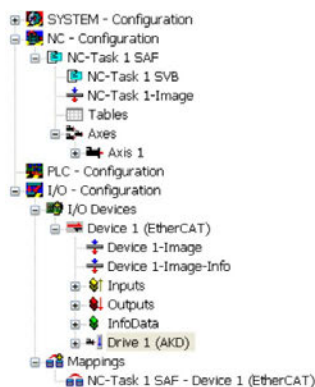 SYSTEM - Configuration
NC - Configuration
NC-Task 1 SAF
NC-Task 1 SVB
NC-Task 1-Image
Tables
Axes
Axis 1
PLC - Configuration
I/O - Configuration
I/O Devices
Device 1 (EtherCAT)
Device 1-Image
Device 1-Image-Info
Inputs
Outputs
InfoData
Drive 1 (AKD)
Mappings
NC-Task 1 SAF - Device 1 (EtherCAT)